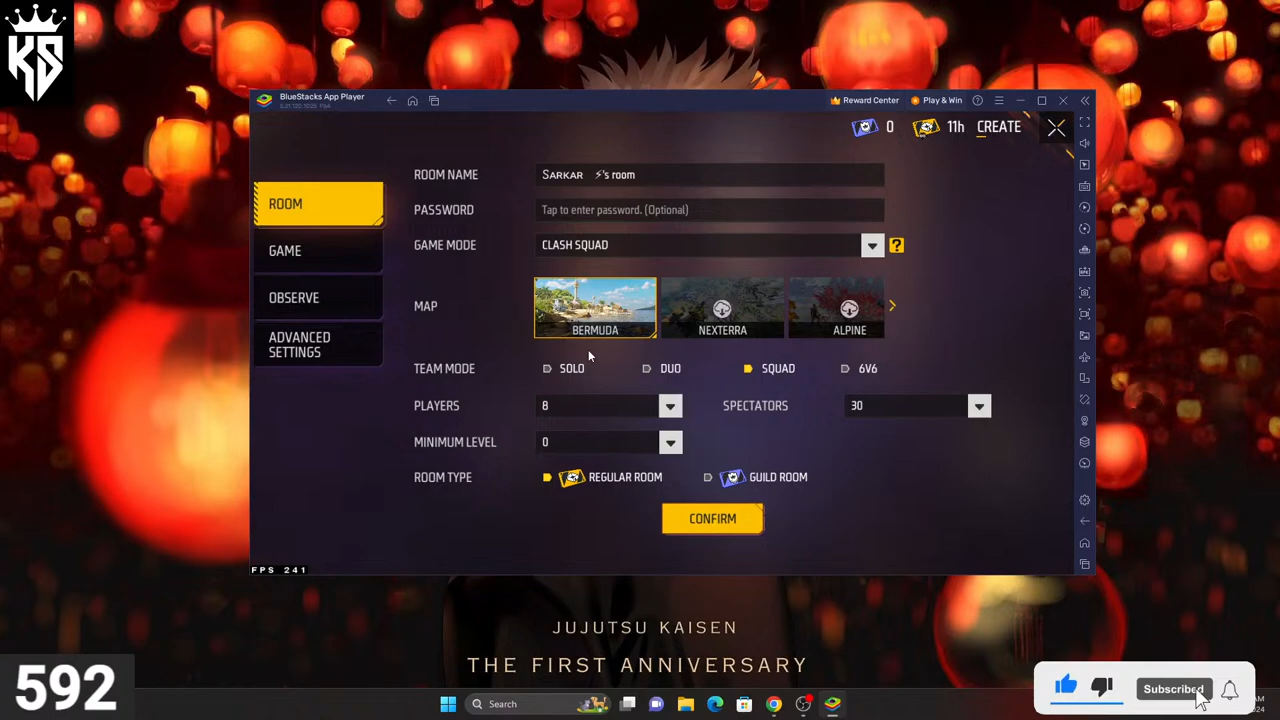 KS
BlueStacks App Player
Reward Center
Play & Win
0
11h
CREATE
ROOM
GAME
OBSERVE
ADVANCED
SETTINGS
ROOM NAME
SARKAR ⚡'s room
PASSWORD
Tap to enter password. (Optional)
GAME MODE
CLASH SQUAD
?
MAP
BERMUDA
NEXTERRA
ALPINE
TEAM MODE
SOLO
DUO
SQUAD
6V6
PLAYERS
8
SPECTATORS
30
MINIMUM LEVEL
0
ROOM TYPE
REGULAR ROOM
GUILD ROOM
CONFIRM
FPS 241
JUJUTSU KAISEN
THE FIRST ANNIVERSARY
592
Search
Subscribed